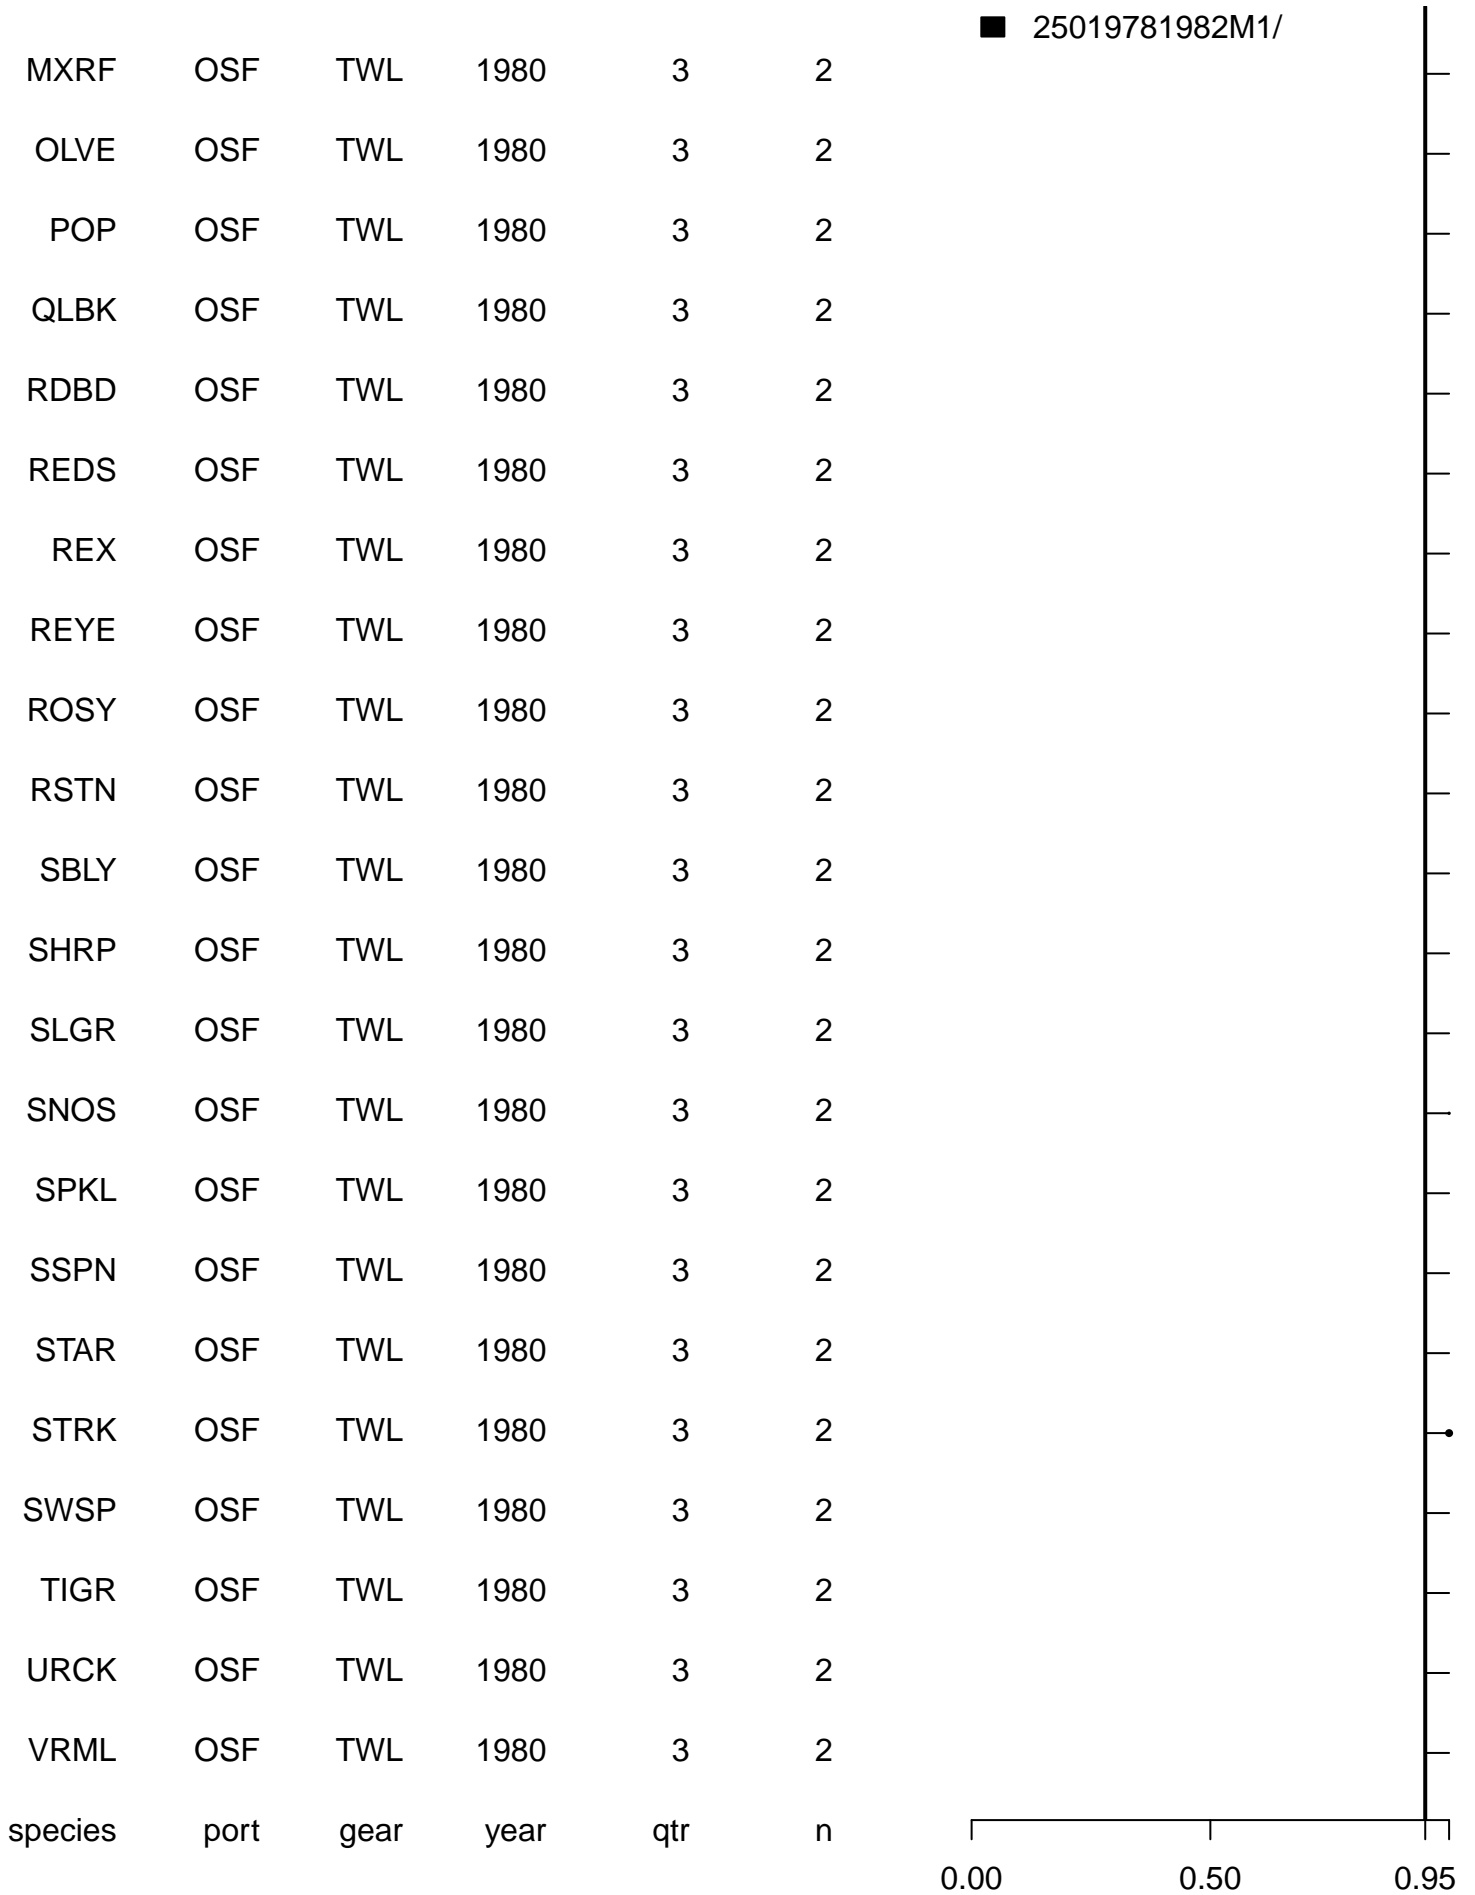 25019781982M1/
MXRF OSF TWL 1980 3 2
OLVE OSF TWL 1980 3 2
POP OSF TWL 1980 3 2
QLBK OSF TWL 1980 3 2
RDBD OSF TWL 1980 3 2
REDS OSF TWL 1980 3 2
REX OSF TWL 1980 3 2
REYE OSF TWL 1980 3 2
ROSY OSF TWL 1980 3 2
RSTN OSF TWL 1980 3 2
SBLY OSF TWL 1980 3 2
SHRP OSF TWL 1980 3 2
SLGR OSF TWL 1980 3 2
SNOS OSF TWL 1980 3 2
SPKL OSF TWL 1980 3 2
SSPN OSF TWL 1980 3 2
STAR OSF TWL 1980 3 2
STRK OSF TWL 1980 3 2
SWSP OSF TWL 1980 3 2
TIGR OSF TWL 1980 3 2
URCK OSF TWL 1980 3 2
VRML OSF TWL 1980 3 2
species port gear year qtr n
0.00 0.50 0.95